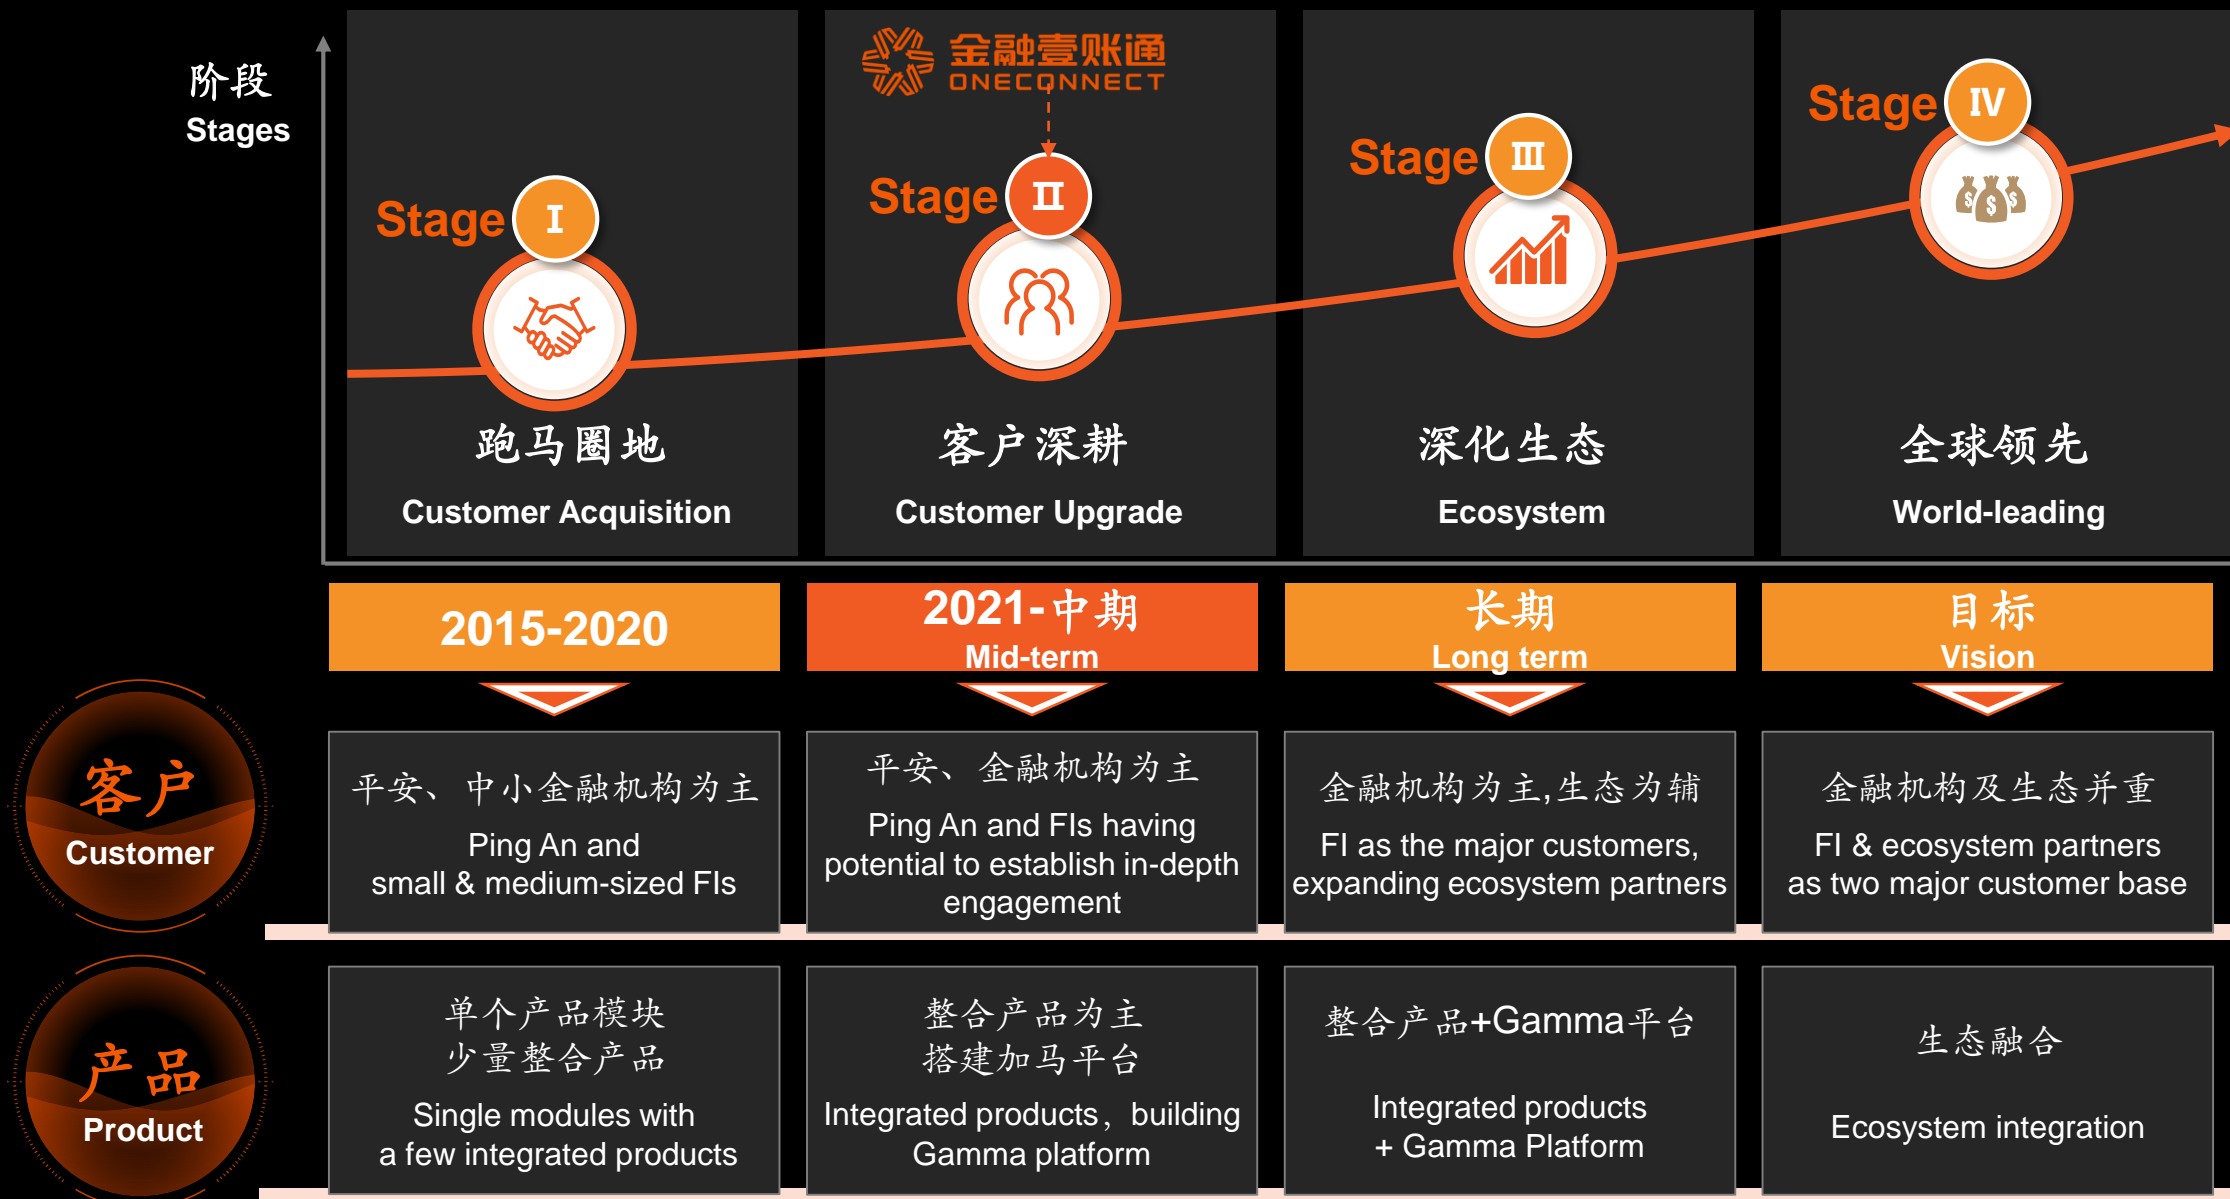 阶段
Stages
金融壹账通
ONECONNECT
Stage I
Stage II
Stage III
Stage IV
跑马圈地
Customer Acquisition
客户深耕
Customer Upgrade
深化生态
Ecosystem
全球领先
World-leading
2015-2020
2021-中期
Mid-term
长期
Long term
目标
Vision
客户
Customer
平安、中小金融机构为主
Ping An and
small & medium-sized FIs
平安、金融机构为主
Ping An and FIs having
potential to establish in-depth
engagement
金融机构为主,生态为辅
FI as the major customers,
expanding ecosystem partners
金融机构及生态并重
FI & ecosystem partners
as two major customer base
产品
Product
单个产品模块
少量整合产品
Single modules with
a few integrated products
整合产品为主
搭建加马平台
Integrated products，building
Gamma platform
整合产品+Gamma平台
Integrated products
+ Gamma Platform
生态融合
Ecosystem integration